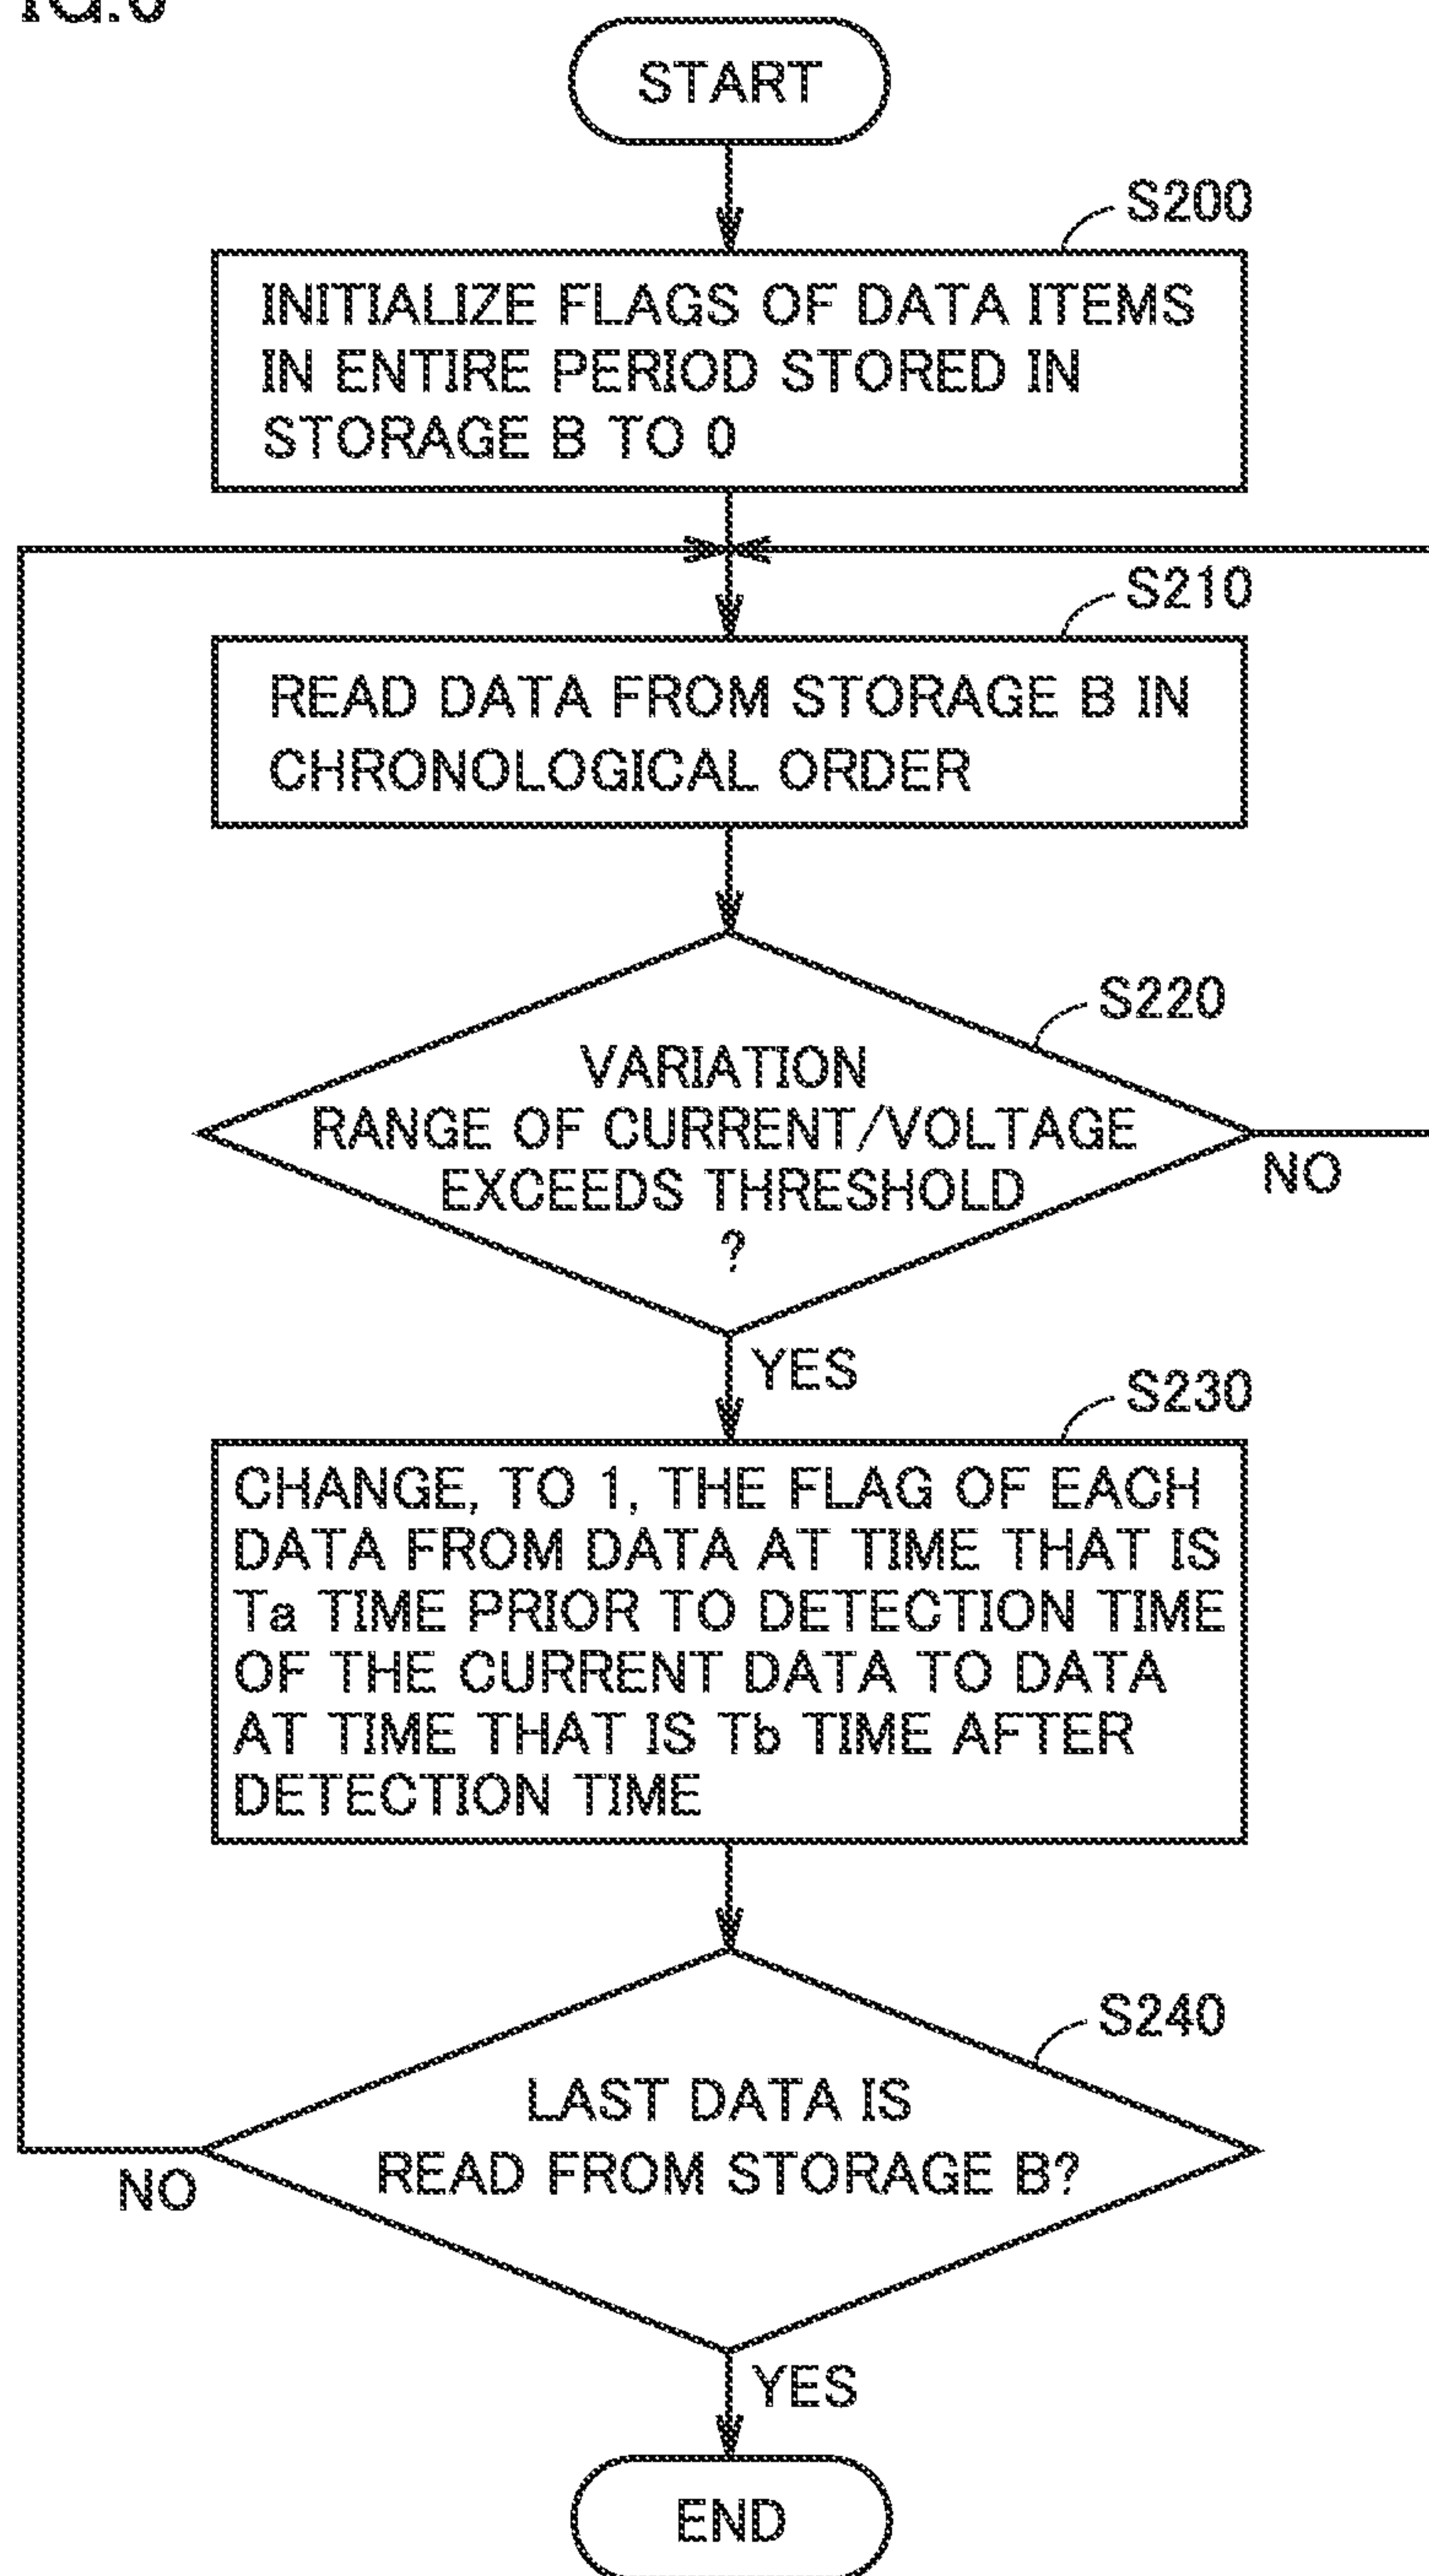 START
S200
INITIALIZE FLAGS OF DATA ITEMS
IN ENTIRE PERIOD STORED IN
STORAGE B TO 0
S210
READ DATA FROM STORAGE B IN
CHRONOLOGICAL ORDER
S220
VARIATION
RANGE OF CURRENT/VOLTAGE
EXCEEDS THRESHOLD
?
NO
YES
S230
CHANGE, TO 1, THE FLAG OF EACH
DATA FROM DATA AT TIME THAT IS
Ta TIME PRIOR TO DETECTION TIME
OF THE CURRENT DATA TO DATA
AT TIME THAT IS Tb TIME AFTER
DETECTION TIME
S240
LAST DATA IS
READ FROM STORAGE B?
NO
YES
END